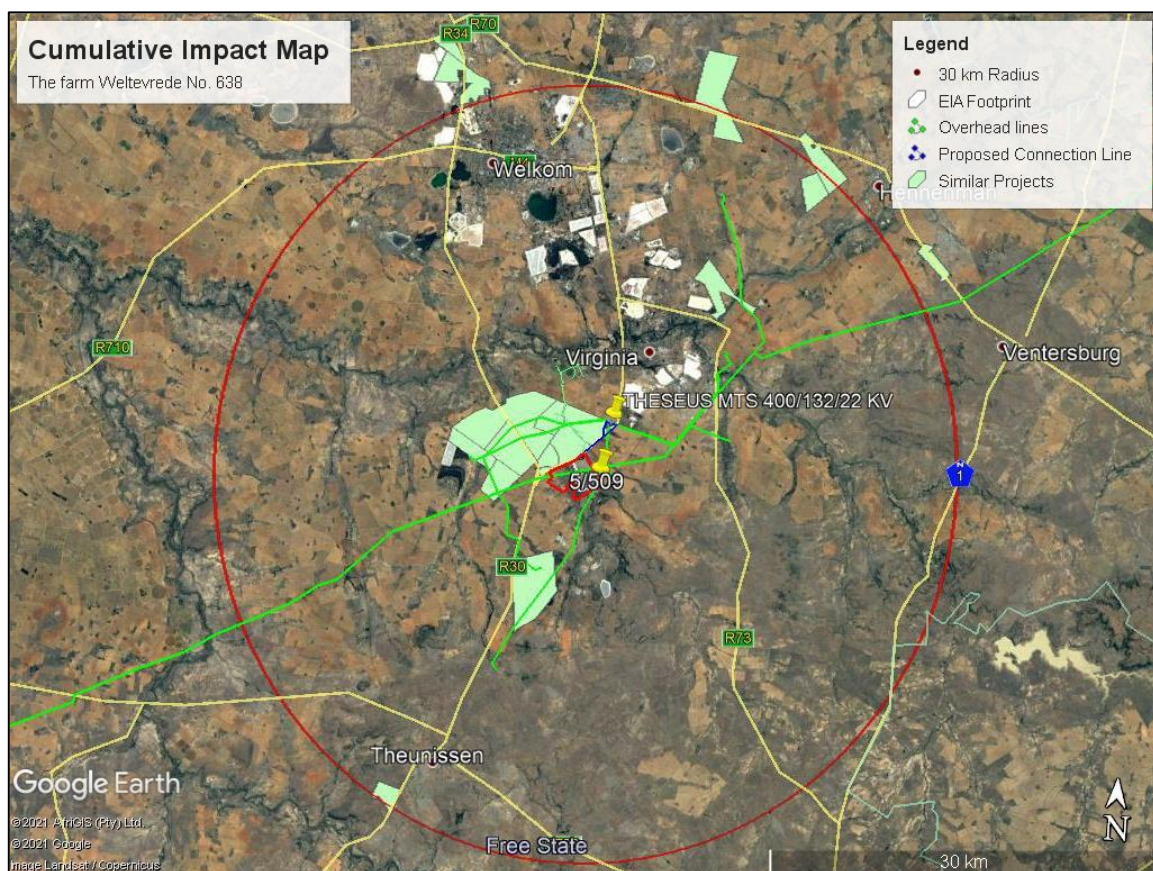 Cumulative Impact Map
The farm Weltevrede No. 638
Legend
30 km Radius
EIA Footprint
Overhead lines
Proposed Connection Line
Similar Projects
R70
R34
Welkom
Hennenman
R710
Virginia
Ventersburg
THESEUS MTS 400/132/22 KV
N
1
5/509
R30
R73
Theunissen
Google Earth
© 2021 AfriGIS (Pty) Ltd.
© 2021 Google
Image Landsat / Copernicus
Free State
30 km
N